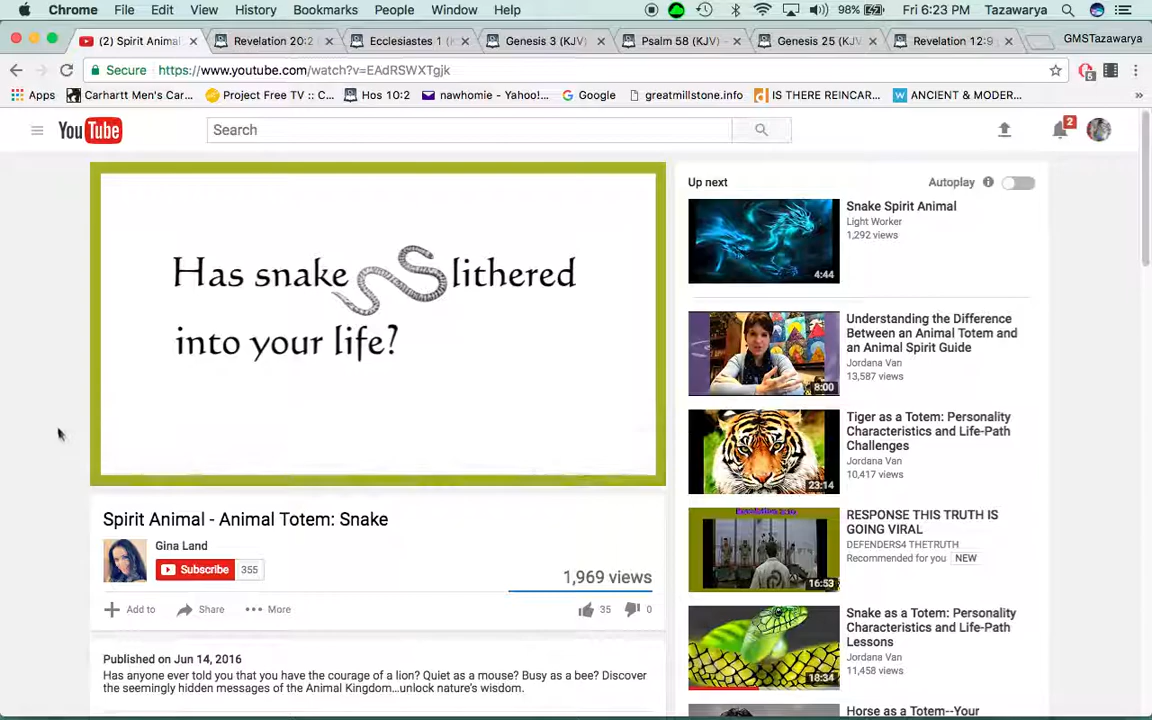 Chrome File Edit View History Bookmarks People Window Help 98% Fri 6:23 PM Tazawarya
(2) Spirit Animal Revelation 20:2 Ecclesiastes 1 (KJV) Genesis 3 (KJV) Psalm 58 (KJV) - Genesis 25 (KJV) Revelation 12:9 GMSTazawarya
Secure https://www.youtube.com/watch?v=EAdRSWXTgjk 6
Apps Carhartt Men's Car... Project Free TV :: C... Hos 10:2 nawhomie - Yahoo!... Google greatmillstone.info IS THERE REINCAR... ANCIENT & MODER... »
YouTube Search 2
Has snake Slithered
into your life?
Spirit Animal - Animal Totem: Snake
Gina Land
Subscribe 355
1,969 views
Add to Share More 35 0
Published on Jun 14, 2016
Has anyone ever told you that you have the courage of a lion? Quiet as a mouse? Busy as a bee? Discover
the seemingly hidden messages of the Animal Kingdom...unlock nature's wisdom.
Up next Autoplay
Snake Spirit Animal
Light Worker
1,292 views
4:44
Understanding the Difference
Between an Animal Totem and
an Animal Spirit Guide
Jordana Van
13,587 views
8:00
Tiger as a Totem: Personality
Characteristics and Life-Path
Challenges
Jordana Van
10,417 views
23:14
RESPONSE THIS TRUTH IS
GOING VIRAL
DEFENDERS4 THETRUTH
Recommended for you NEW
16:53
Snake as a Totem: Personality
Characteristics and Life-Path
Lessons
Jordana Van
11,458 views
18:34
Horse as a Totem--Your